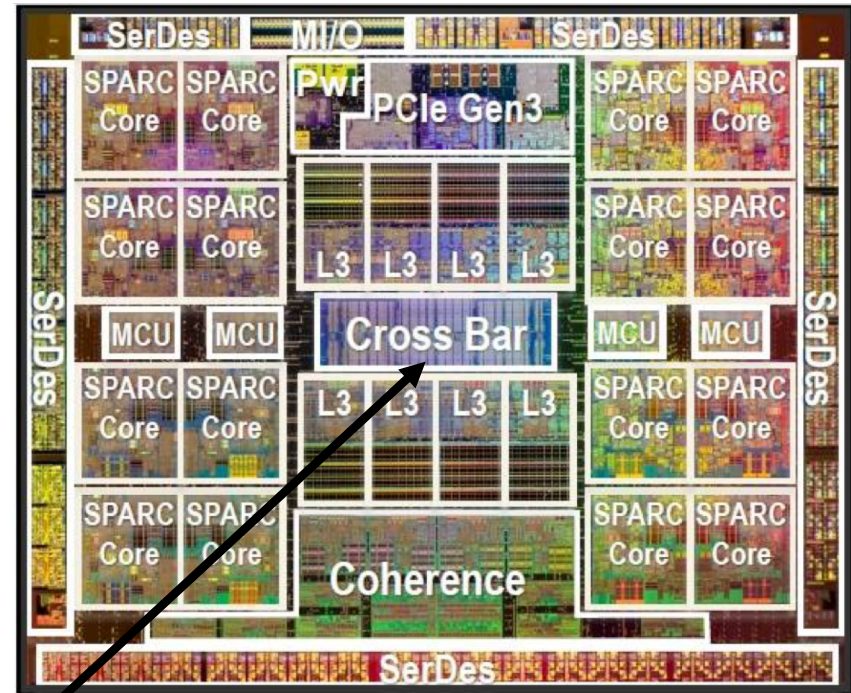 SerDes MI/O SerDes
SPARC SPARC Pwr PCIe Gen3 SPARC SPARC
Core Core Core Core
SPARC SPARC SPARC SPARC
Core Core L3 L3 L3 L3 Core Core
SerDes MCU MCU Cross Bar MCU MCU SerDes
SPARC SPARC L3 L3 L3 L3 SPARC SPARC
Core Core Core Core
SPARC SPARC SPARC SPARC
Core Core Coherence Core Core
SerDes